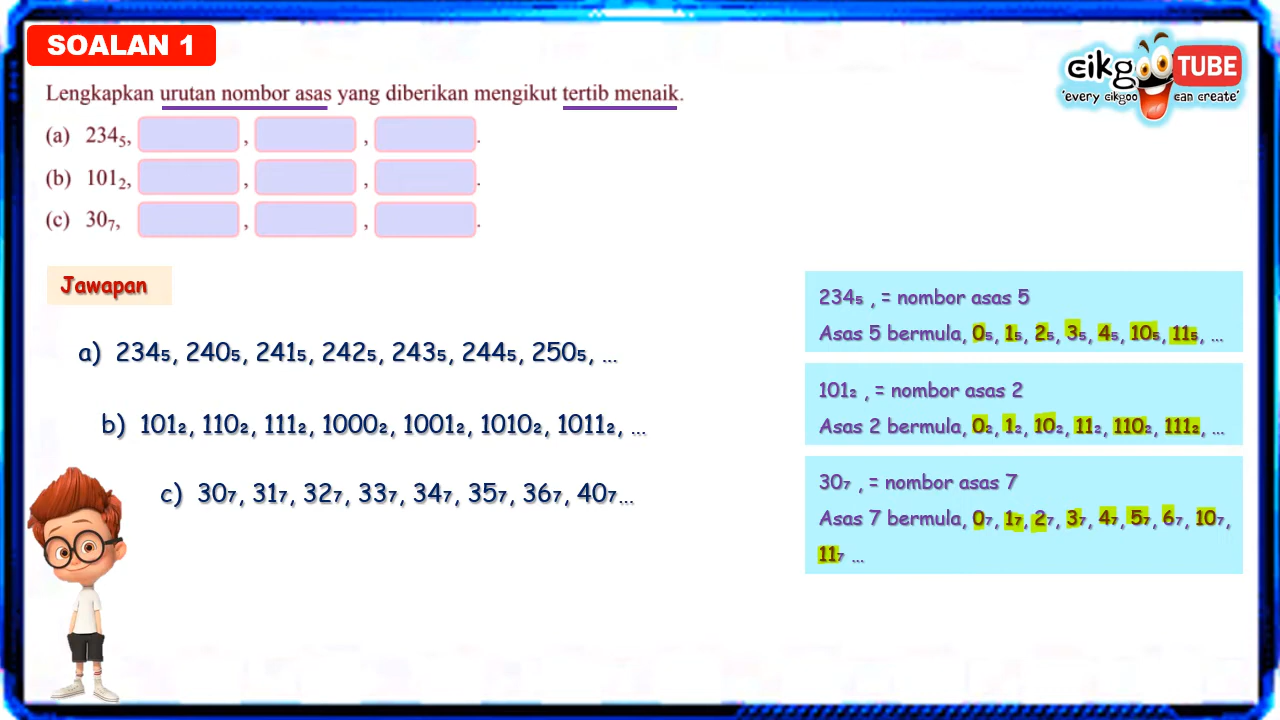 SOALAN 1
cikgoo TUBE
'every cikgoo can create'
Lengkapkan urutan nombor asas yang diberikan mengikut tertib menaik.
(a) 234₅, , , .
(b) 101₂, , , .
(c) 30₇, , , .
Jawapan
a) 234₅, 240₅, 241₅, 242₅, 243₅, 244₅, 250₅, ...
b) 101₂, 110₂, 111₂, 1000₂, 1001₂, 1010₂, 1011₂, ...
c) 30₇, 31₇, 32₇, 33₇, 34₇, 35₇, 36₇, 40₇...
234₅ , = nombor asas 5
Asas 5 bermula, 0₅, 1₅, 2₅, 3₅, 4₅, 10₅, 11₅, ...
101₂ , = nombor asas 2
Asas 2 bermula, 0₂, 1₂, 10₂, 11₂, 110₂, 111₂, ...
30₇ , = nombor asas 7
Asas 7 bermula, 0₇, 1₇, 2₇, 3₇, 4₇, 5₇, 6₇, 10₇,
11₇ ...